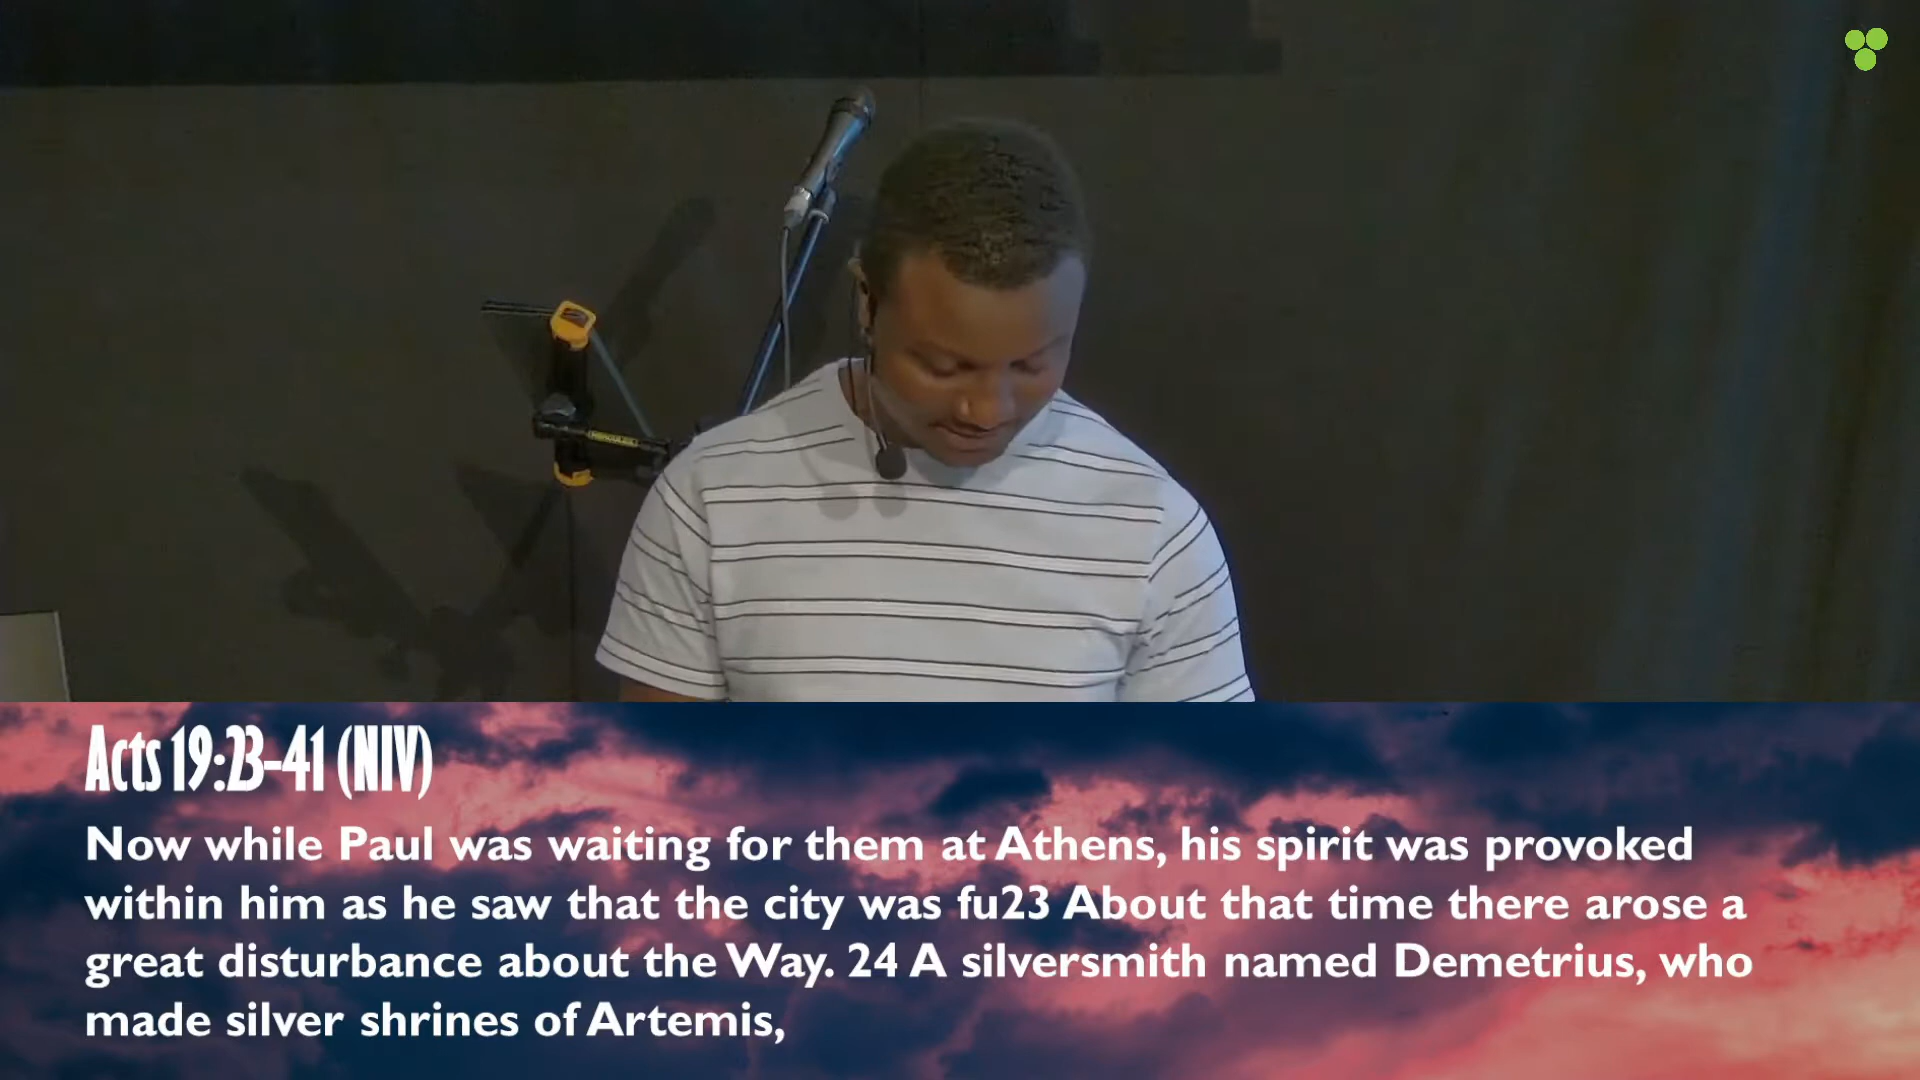 HERCULES
Acts 19:23-41 (NIV)
Now while Paul was waiting for them at Athens, his spirit was provoked
within him as he saw that the city was fu23 About that time there arose a
great disturbance about the Way. 24 A silversmith named Demetrius, who
made silver shrines of Artemis,